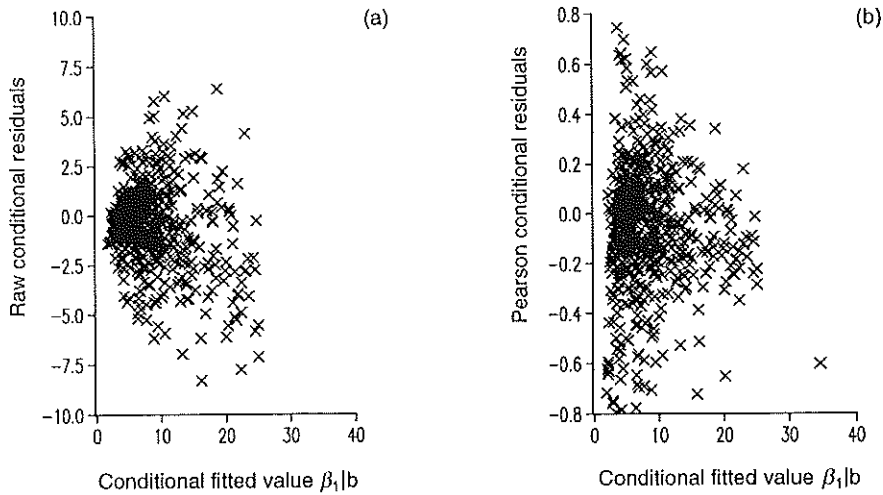 (a)
10.0
7.5
5.0
2.5
0.0
−2.5
−5.0
−7.5
−10.0
Raw conditional residuals
0 10 20 30 40
Conditional fitted value β₁|b
(b)
0.8
0.6
0.4
0.2
0.0
−0.2
−0.4
−0.6
−0.8
Pearson conditional residuals
0 10 20 30 40
Conditional fitted value β₁|b